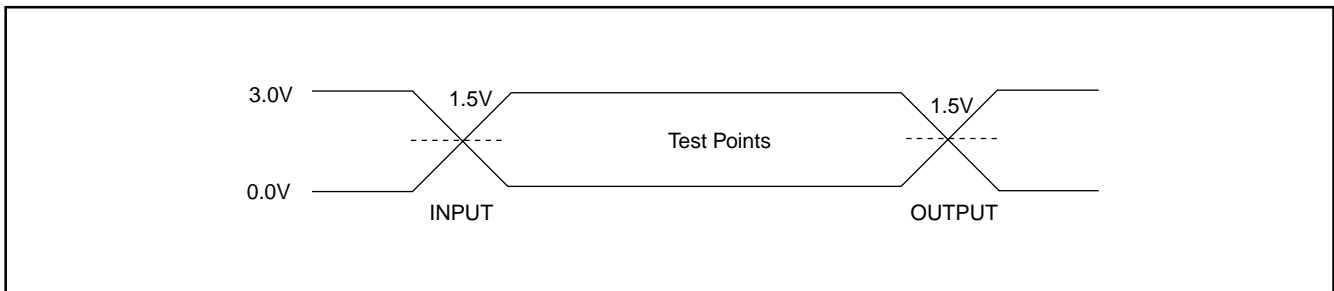 3.0V
1.5V
1.5V
Test Points
0.0V
INPUT
OUTPUT